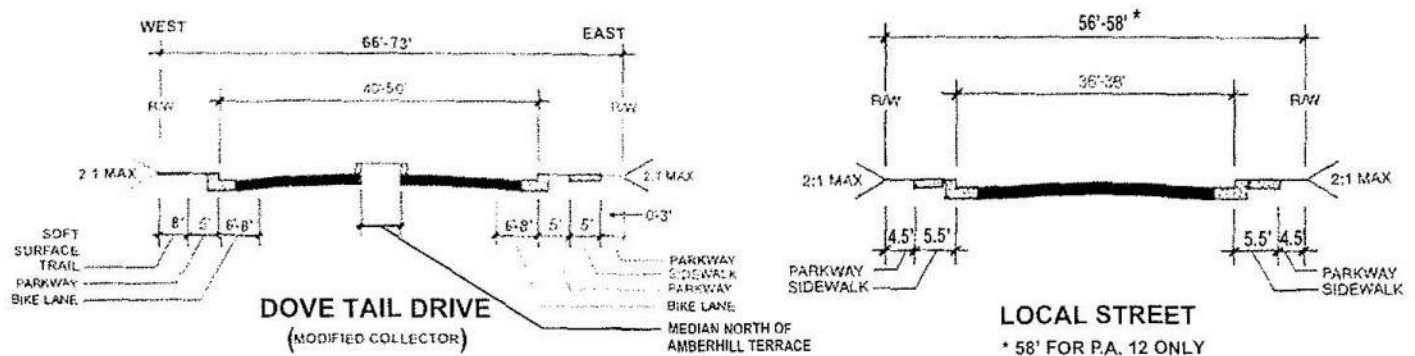 WEST
66'-73'
EAST
40'-50'
R/W
R/W
2:1 MAX
2:1 MAX
8'
5'
6'-8'
6'-8'
5'
5'
0-3'
SOFT
SURFACE
TRAIL
PARKWAY
BIKE LANE
PARKWAY
SIDEWALK
PARKWAY
BIKE LANE
DOVE TAIL DRIVE
(MODIFIED COLLECTOR)
MEDIAN NORTH OF
AMBERHILL TERRACE
56'-58' *
36'-38'
R/W
R/W
2:1 MAX
2:1 MAX
4.5'
5.5'
5.5'
4.5'
PARKWAY
SIDEWALK
PARKWAY
SIDEWALK
LOCAL STREET
* 58' FOR P.A. 12 ONLY